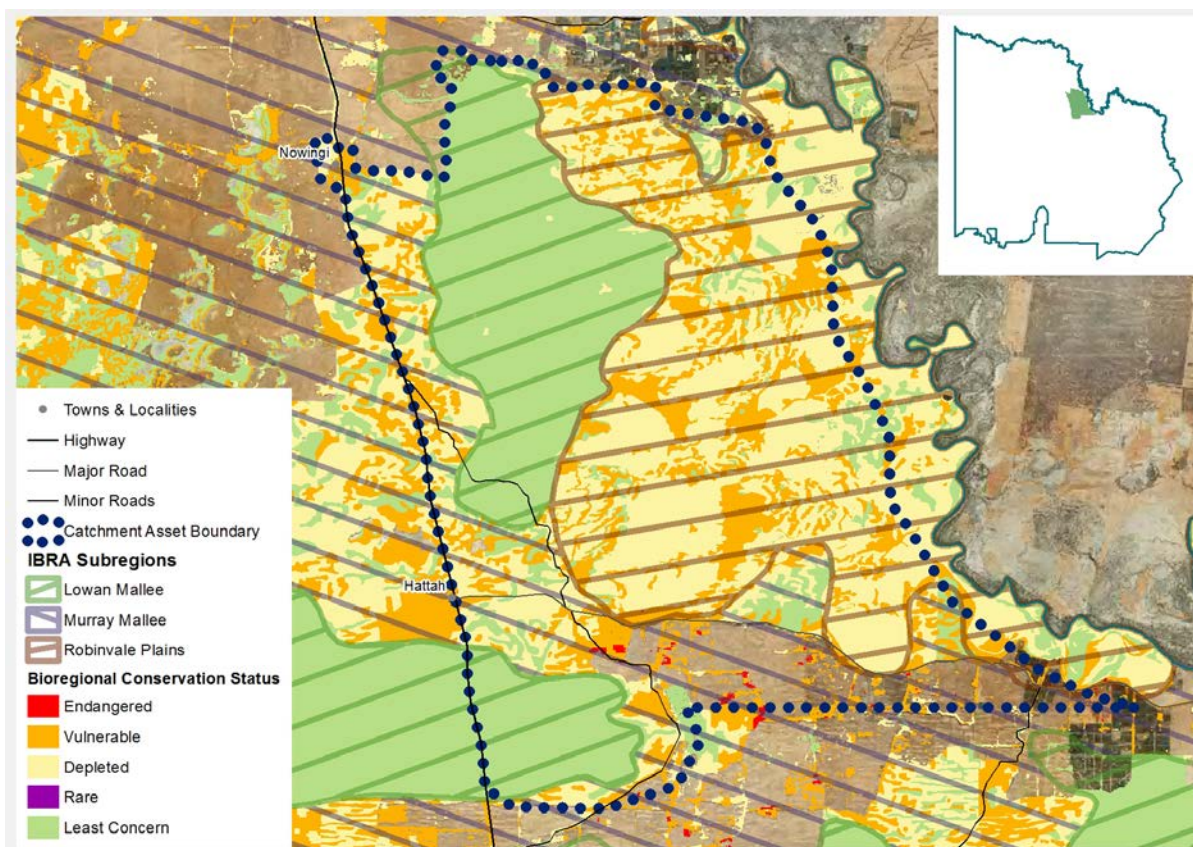 Nowingi
Hattah
Towns & Localities
Highway
Major Road
Minor Roads
Catchment Asset Boundary
IBRA Subregions
Lowan Mallee
Murray Mallee
Robinvale Plains
Bioregional Conservation Status
Endangered
Vulnerable
Depleted
Rare
Least Concern